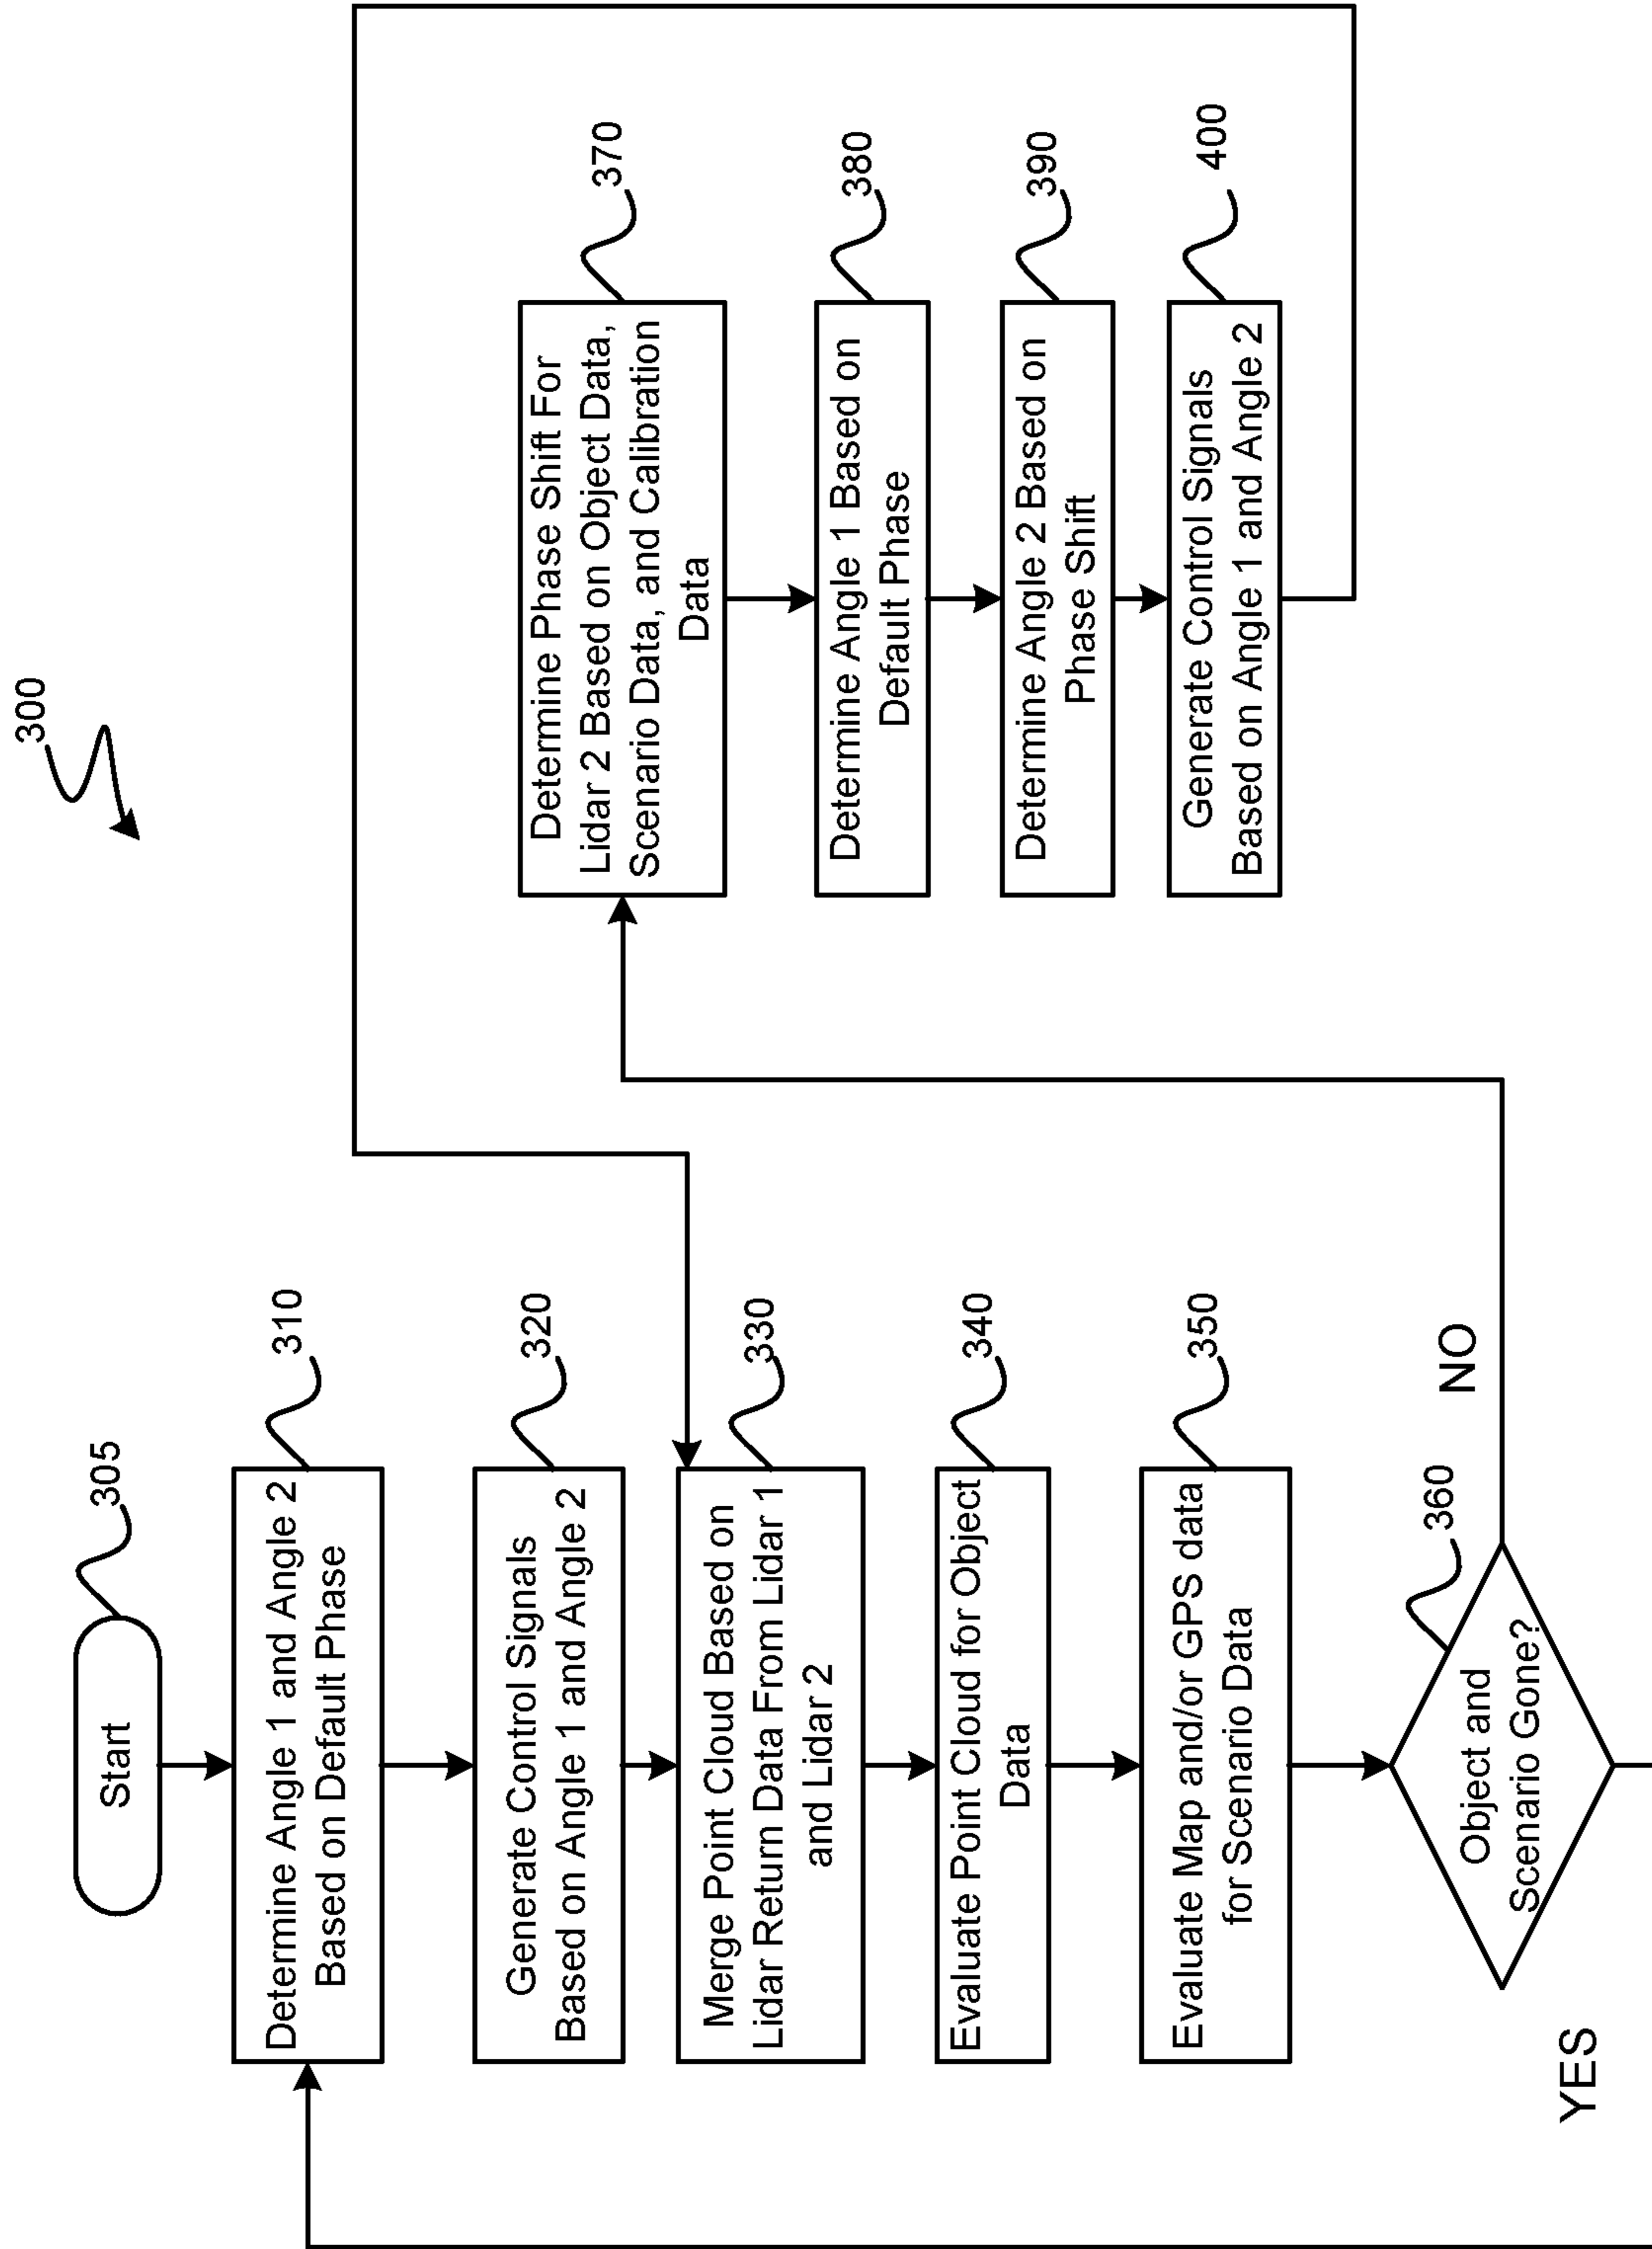 300
Start
305
Determine Angle 1 and Angle 2
Based on Default Phase
310
Generate Control Signals
Based on Angle 1 and Angle 2
320
Merge Point Cloud Based on
Lidar Return Data From Lidar 1
and Lidar 2
330
Evaluate Point Cloud for Object
Data
340
Evaluate Map and/or GPS data
for Scenario Data
350
Object and
Scenario Gone?
360
NO
YES
Determine Phase Shift For
Lidar 2 Based on Object Data,
Scenario Data, and Calibration
Data
370
Determine Angle 1 Based on
Default Phase
380
Determine Angle 2 Based on
Phase Shift
390
Generate Control Signals
Based on Angle 1 and Angle 2
400